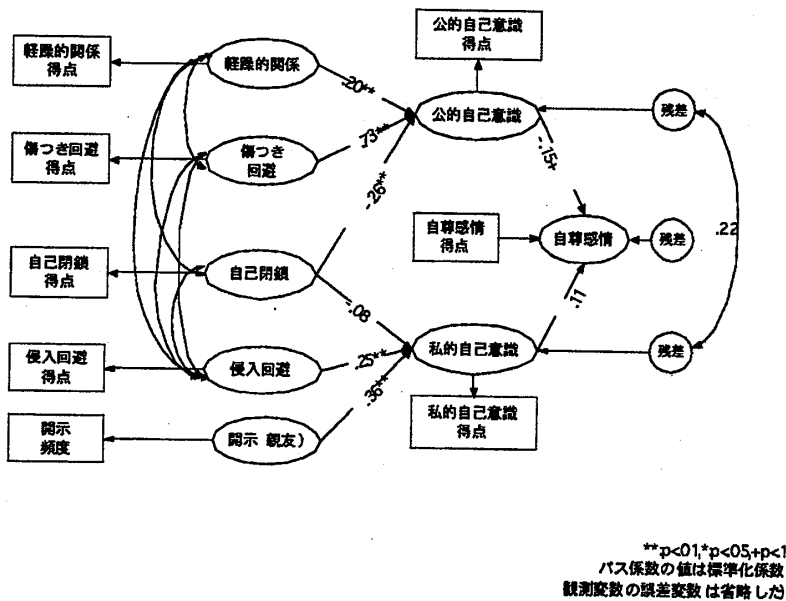 公的自己意識
得点
軽躁的関係
得点
軽躁的関係
.20**
公的自己意識
残差
傷つき回避
得点
傷つき
回避
.73**
-.15+
-.26**
自尊感情
得点
自尊感情
残差
.22
自己閉鎖
得点
自己閉鎖
-.08
.11
侵入回避
得点
侵入回避
.25**
私的自己意識
残差
.36**
開示
頻度
開示 親友)
私的自己意識
得点
**:p<01,*:p<05,+p<1
パス係数の値は標準化係数
観測変数の誤差変数は省略した